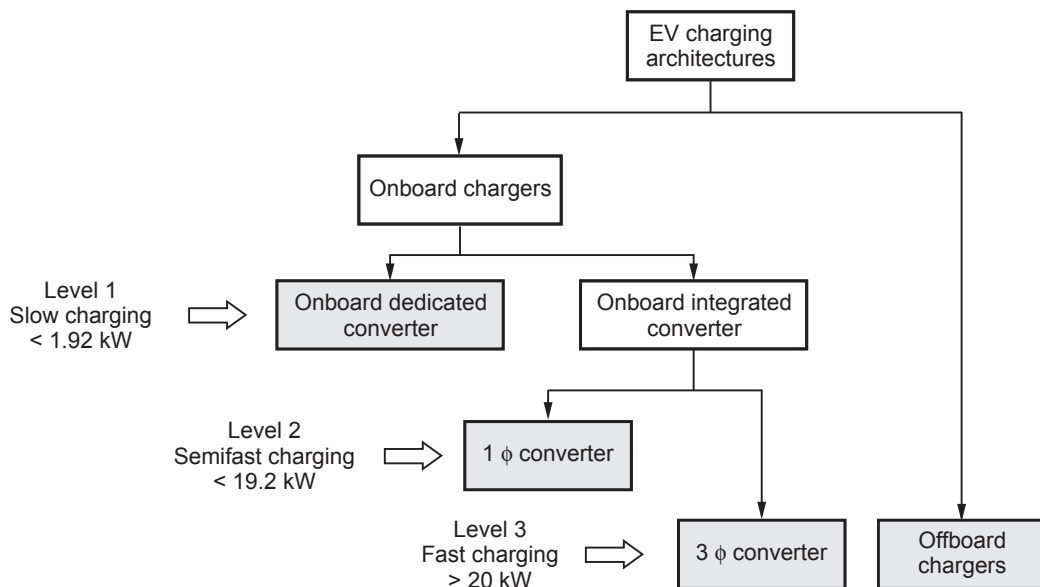 EV charging
architectures
Onboard chargers
Level 1
Slow charging
< 1.92 kW
Onboard dedicated
converter
Onboard integrated
converter
Level 2
Semifast charging
< 19.2 kW
1 ϕ converter
Level 3
Fast charging
> 20 kW
3 ϕ converter
Offboard
chargers